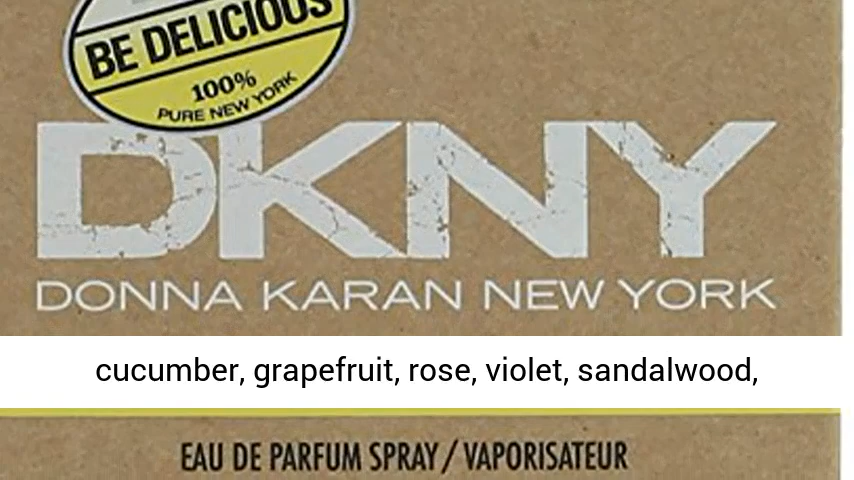 BE DELICIOUS
100%
PURE NEW YORK
DKNY
DONNA KARAN NEW YORK
cucumber, grapefruit, rose, violet, sandalwood,
EAU DE PARFUM SPRAY / VAPORISATEUR